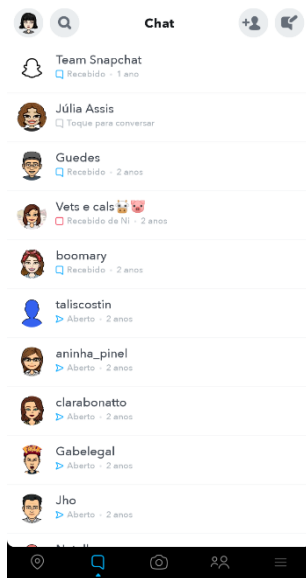 Chat
Team Snapchat
Recebido · 1 ano
Júlia Assis
Toque para conversar
Guedes
Recebido · 2 anos
Vets e cals🐮🐷
Recebido de Ni · 2 anos
boomary
Recebido · 2 anos
taliscostin
Aberto · 2 anos
aninha_pinel
Aberto · 2 anos
clarabonatto
Aberto · 2 anos
Gabelegal
Aberto · 2 anos
Jho
Aberto · 2 anos